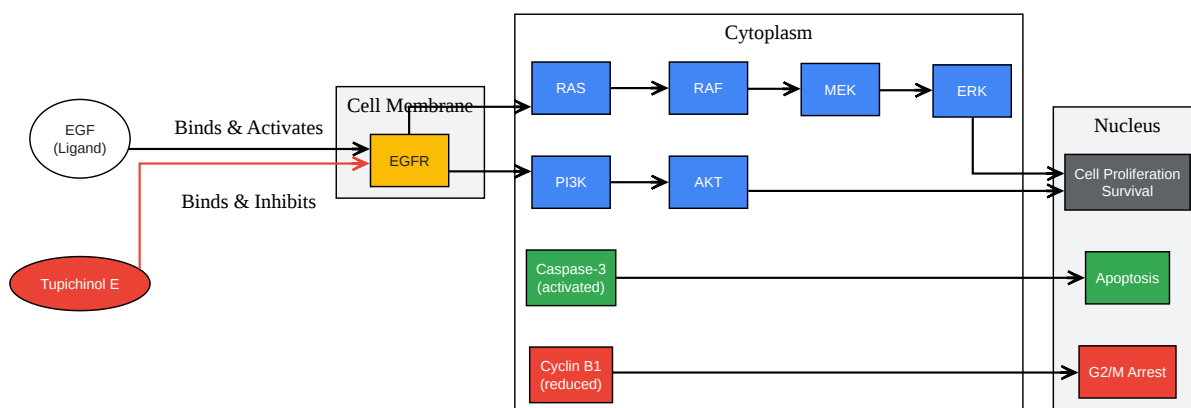 Cytoplasm
Cell Membrane
Nucleus
EGF
(Ligand)
Binds & Activates
EGFR
Binds & Inhibits
Tupichinol E
RAS
RAF
MEK
ERK
PI3K
AKT
Cell Proliferation
Survival
Caspase-3
(activated)
Apoptosis
Cyclin B1
(reduced)
G2/M Arrest